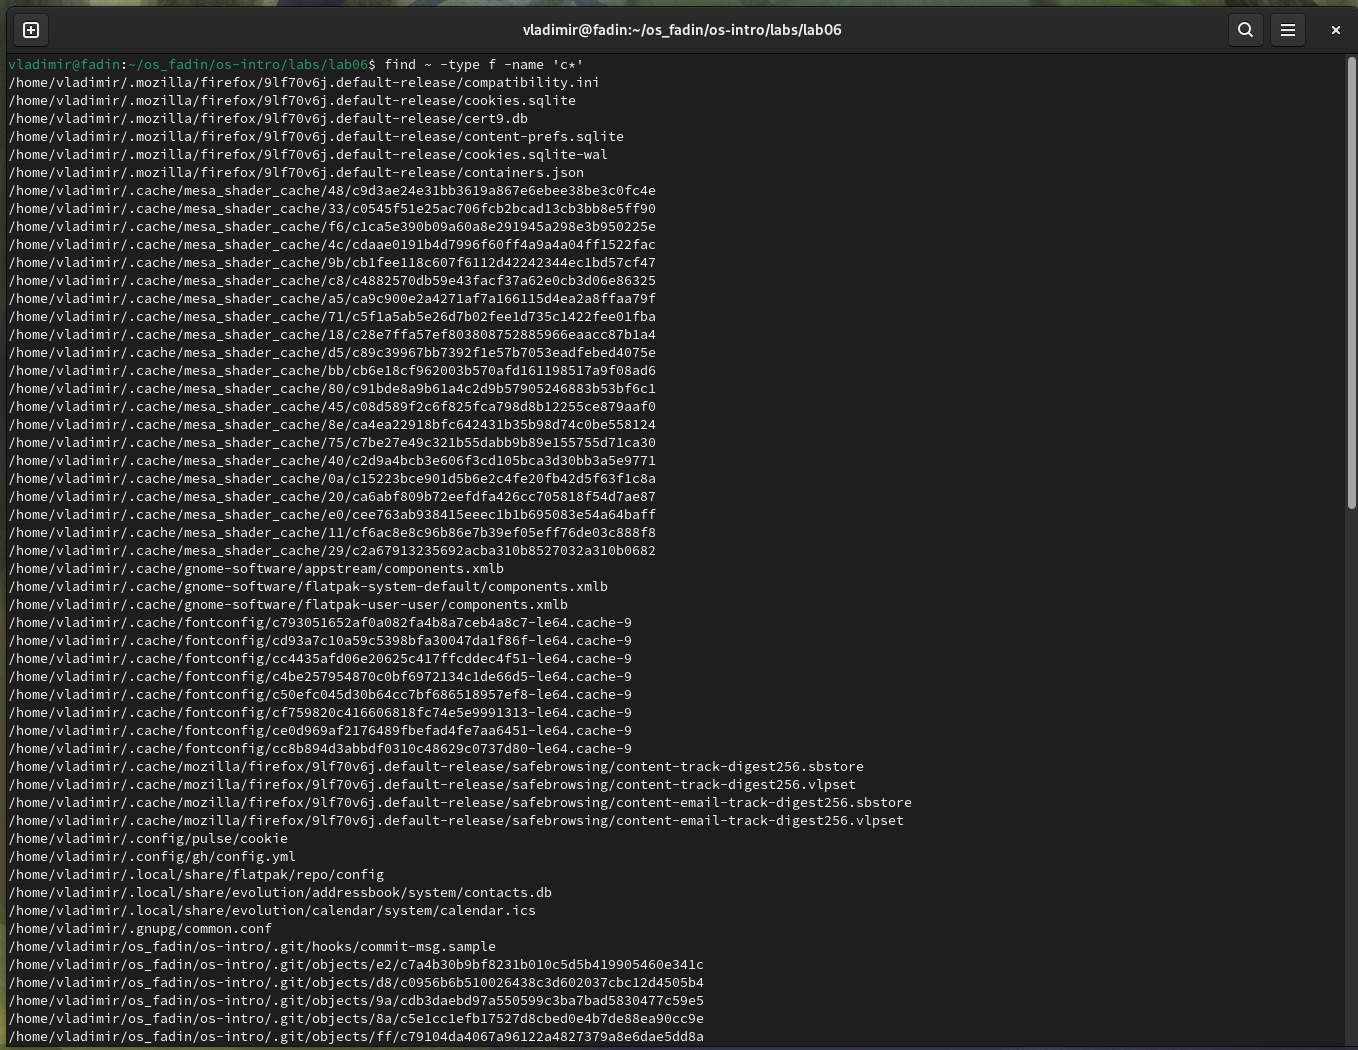 vladimir@fadin:~/os_fadin/os-intro/labs/lab06
vladimir@fadin:~/os_fadin/os-intro/labs/lab06$ find ~ -type f -name 'c*'
/home/vladimir/.mozilla/firefox/9lf70v6j.default-release/compatibility.ini
/home/vladimir/.mozilla/firefox/9lf70v6j.default-release/cookies.sqlite
/home/vladimir/.mozilla/firefox/9lf70v6j.default-release/cert9.db
/home/vladimir/.mozilla/firefox/9lf70v6j.default-release/content-prefs.sqlite
/home/vladimir/.mozilla/firefox/9lf70v6j.default-release/cookies.sqlite-wal
/home/vladimir/.mozilla/firefox/9lf70v6j.default-release/containers.json
/home/vladimir/.cache/mesa_shader_cache/48/c9d3ae24e31bb3619a867e6ebee38be3c0fc4e
/home/vladimir/.cache/mesa_shader_cache/33/c0545f51e25ac706fcb2bcad13cb3bb8e5ff90
/home/vladimir/.cache/mesa_shader_cache/f6/c1ca5e390b09a60a8e291945a298e3b950225e
/home/vladimir/.cache/mesa_shader_cache/4c/cdaae0191b4d7996f60ff4a9a4a04ff1522fac
/home/vladimir/.cache/mesa_shader_cache/9b/cb1fee118c607f6112d42242344ec1bd57cf47
/home/vladimir/.cache/mesa_shader_cache/c8/c4882570db59e43facf37a62e0cb3d06e86325
/home/vladimir/.cache/mesa_shader_cache/a5/ca9c900e2a4271af7a166115d4ea2a8ffaa79f
/home/vladimir/.cache/mesa_shader_cache/71/c5f1a5ab5e26d7b02fee1d735c1422fee01fba
/home/vladimir/.cache/mesa_shader_cache/18/c28e7ffa57ef803808752885966eaacc87b1a4
/home/vladimir/.cache/mesa_shader_cache/d5/c89c39967bb7392f1e57b7053eadfebed4075e
/home/vladimir/.cache/mesa_shader_cache/bb/cb6e18cf962003b570afd161198517a9f08ad6
/home/vladimir/.cache/mesa_shader_cache/80/c91bde8a9b61a4c2d9b57905246883b53bf6c1
/home/vladimir/.cache/mesa_shader_cache/45/c08d589f2c6f825fca798d8b12255ce879aaf0
/home/vladimir/.cache/mesa_shader_cache/8e/ca4ea22918bfc642431b35b98d74c0be558124
/home/vladimir/.cache/mesa_shader_cache/75/c7be27e49c321b55dabb9b89e155755d71ca30
/home/vladimir/.cache/mesa_shader_cache/40/c2d9a4bcb3e606f3cd105bca3d30bb3a5e9771
/home/vladimir/.cache/mesa_shader_cache/0a/c15223bce901d5b6e2c4fe20fb42d5f63f1c8a
/home/vladimir/.cache/mesa_shader_cache/20/ca6abf809b72eefdfa426cc705818f54d7ae87
/home/vladimir/.cache/mesa_shader_cache/e0/cee763ab938415eeec1b1b695083e54a64baff
/home/vladimir/.cache/mesa_shader_cache/11/cf6ac8e8c96b86e7b39ef05eff76de03c888f8
/home/vladimir/.cache/mesa_shader_cache/29/c2a67913235692acba310b8527032a310b0682
/home/vladimir/.cache/gnome-software/appstream/components.xmlb
/home/vladimir/.cache/gnome-software/flatpak-system-default/components.xmlb
/home/vladimir/.cache/gnome-software/flatpak-user-user/components.xmlb
/home/vladimir/.cache/fontconfig/c793051652af0a082fa4b8a7ceb4a8c7-le64.cache-9
/home/vladimir/.cache/fontconfig/cd93a7c10a59c5398bfa30047da1f86f-le64.cache-9
/home/vladimir/.cache/fontconfig/cc4435afd06e20625c417ffcddec4f51-le64.cache-9
/home/vladimir/.cache/fontconfig/c4be257954870c0bf6972134c1de66d5-le64.cache-9
/home/vladimir/.cache/fontconfig/c50efc045d30b64cc7bf686518957ef8-le64.cache-9
/home/vladimir/.cache/fontconfig/cf759820c416606818fc74e5e9991313-le64.cache-9
/home/vladimir/.cache/fontconfig/ce0d969af2176489fbefad4fe7aa6451-le64.cache-9
/home/vladimir/.cache/fontconfig/cc8b894d3abbdf0310c48629c0737d80-le64.cache-9
/home/vladimir/.cache/mozilla/firefox/9lf70v6j.default-release/safebrowsing/content-track-digest256.sbstore
/home/vladimir/.cache/mozilla/firefox/9lf70v6j.default-release/safebrowsing/content-track-digest256.vlpset
/home/vladimir/.cache/mozilla/firefox/9lf70v6j.default-release/safebrowsing/content-email-track-digest256.sbstore
/home/vladimir/.cache/mozilla/firefox/9lf70v6j.default-release/safebrowsing/content-email-track-digest256.vlpset
/home/vladimir/.config/pulse/cookie
/home/vladimir/.config/gh/config.yml
/home/vladimir/.local/share/flatpak/repo/config
/home/vladimir/.local/share/evolution/addressbook/system/contacts.db
/home/vladimir/.local/share/evolution/calendar/system/calendar.ics
/home/vladimir/.gnupg/common.conf
/home/vladimir/os_fadin/os-intro/.git/hooks/commit-msg.sample
/home/vladimir/os_fadin/os-intro/.git/objects/e2/c7a4b30b9bf8231b010c5d5b419905460e341c
/home/vladimir/os_fadin/os-intro/.git/objects/d8/c0956b6b510026438c3d602037cbc12d4505b4
/home/vladimir/os_fadin/os-intro/.git/objects/9a/cdb3daebd97a550599c3ba7bad5830477c59e5
/home/vladimir/os_fadin/os-intro/.git/objects/8a/c5e1cc1efb17527d8cbed0e4b7de88ea90cc9e
/home/vladimir/os_fadin/os-intro/.git/objects/ff/c79104da4067a96122a4827379a8e6dae5dd8a